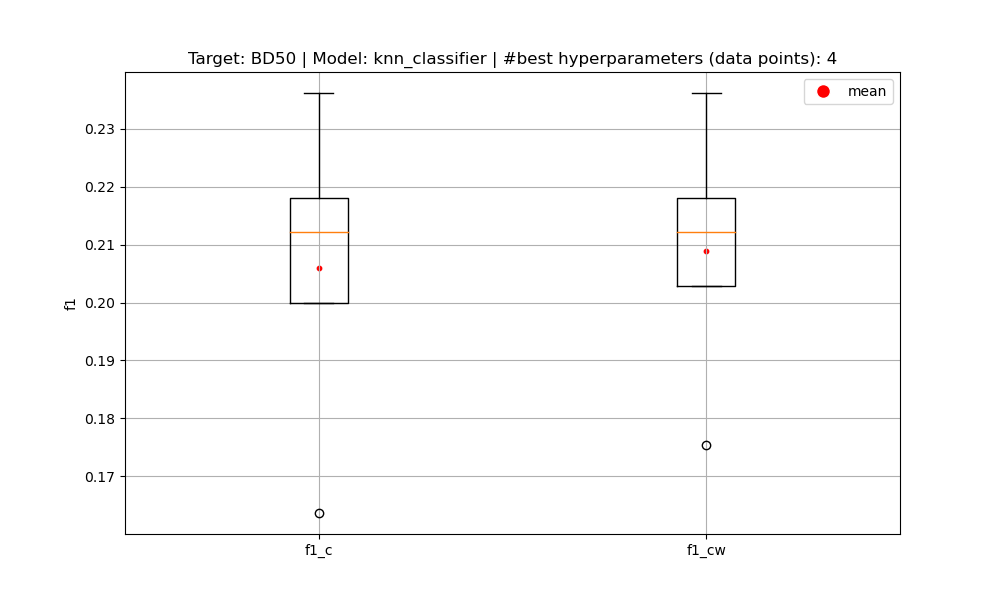 Target: BD50 | Model: knn_classifier | #best hyperparameters (data points): 4
mean
0.23
0.22
0.21
0.20
0.19
0.18
0.17
f1
f1_c
f1_cw